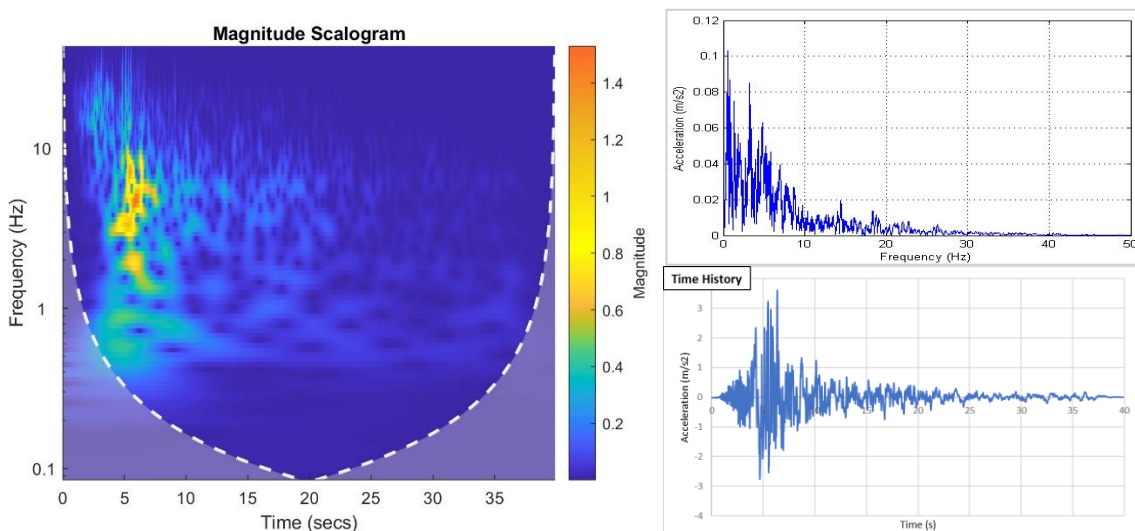 Magnitude Scalogram
Frequency (Hz)
10
1
0.1
0 5 10 15 20 25 30 35
Time (secs)
1.4
1.2
1
0.8
0.6
0.4
0.2
Magnitude
Acceleration (m/s2)
0.12
0.1
0.08
0.06
0.04
0.02
0
0 10 20 30 40 50
Frequency (Hz)
Time History
Acceleration (m/s2)
4
3
2
1
0
-1
-2
-3
-4
0 5 10 15 20 25 30 35 40
Time (s)